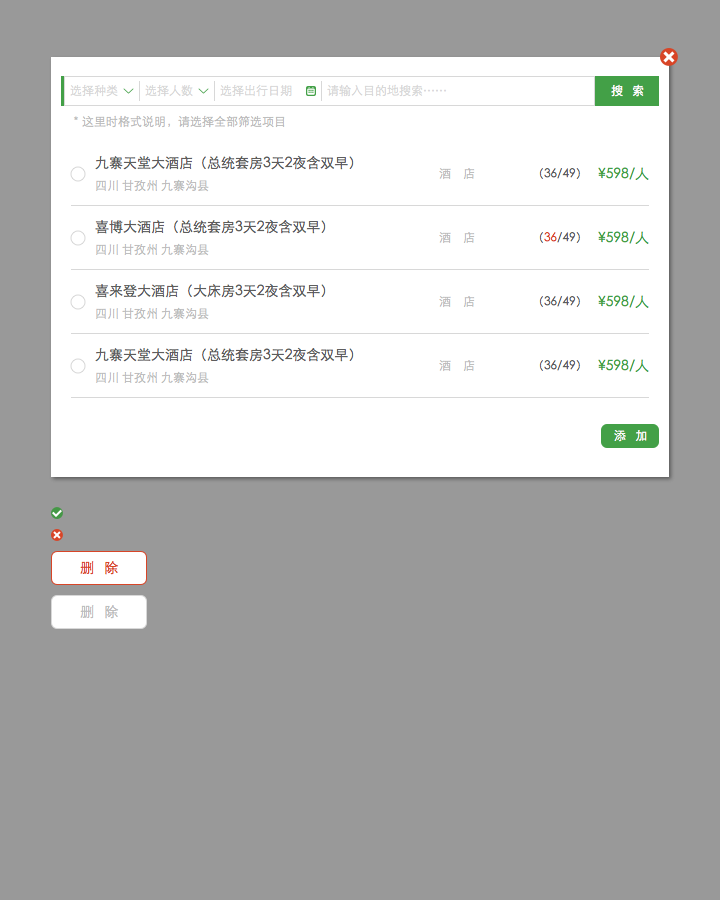 选择种类 选择人数 选择出行日期 请输人目的地搜索…… 搜 索
* 这里时格式说明，请选择全部筛选项目
九寨天堂大酒店（总统套房3天2夜含双早） 酒 店 （36/49） ¥598/人
四川 甘孜州 九寨沟县
喜博大酒店（总统套房3天2夜含双早） 酒 店 （36/49） ¥598/人
四川 甘孜州 九寨沟县
喜来登大酒店（大床房3天2夜含双早） 酒 店 （36/49） ¥598/人
四川 甘孜州 九寨沟县
九寨天堂大酒店（总统套房3天2夜含双早） 酒 店 （36/49） ¥598/人
四川 甘孜州 九寨沟县
添 加
删 除
删 除